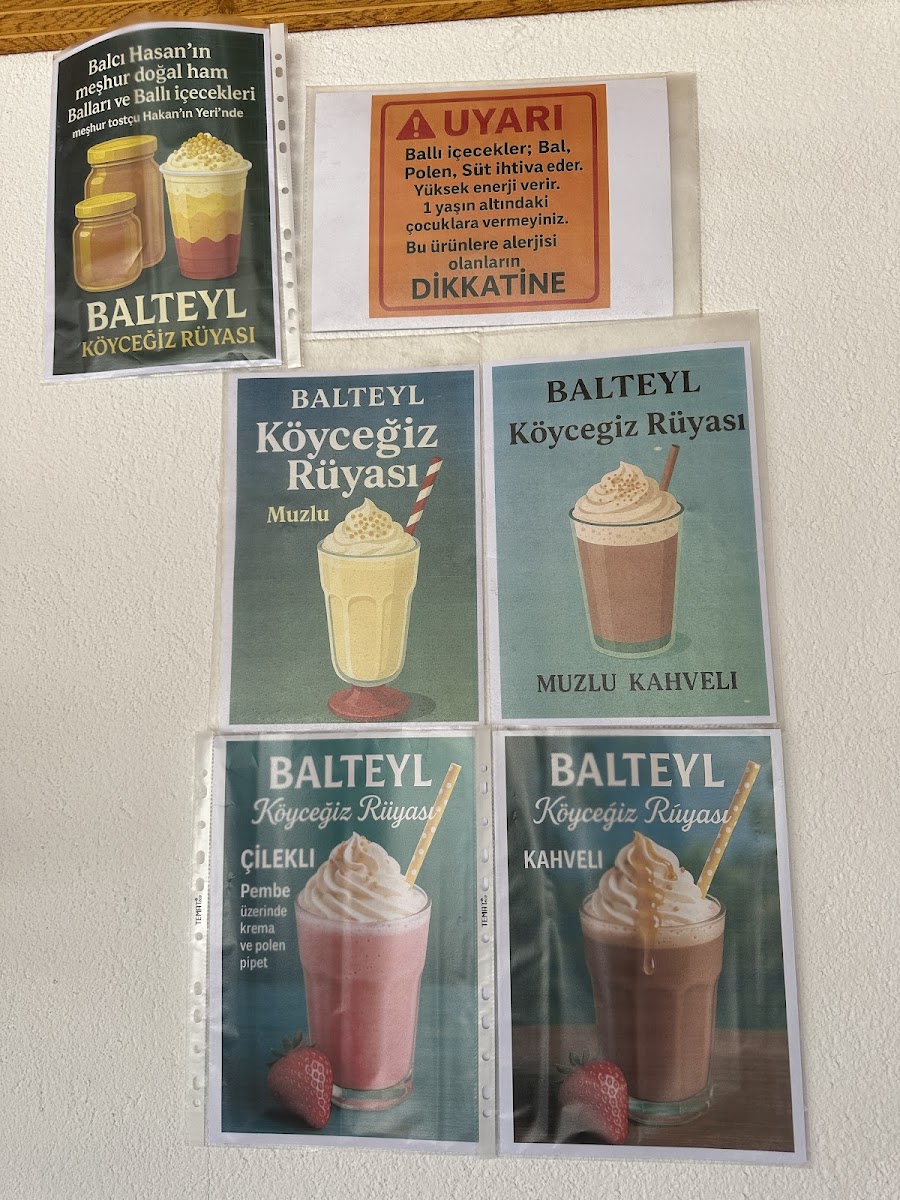 Balcı Hasan'ın
meşhur doğal ham
Balları ve Ballı içecekleri
meşhur tostçu Hakan'ın Yeri'nde
BALTEYL
KÖYCEĞİZ RÜYASI
UYARI
Ballı içecekler; Bal,
Polen, Süt ihtiva eder.
Yüksek enerji verir.
1 yaşın altındaki
çocuklara vermeyiniz.
Bu ürünlere alerjisi
olanların
DİKKATİNE
BALTEYL
Köyceğiz
Rüyası
Muzlu
BALTEYL
Köycegiz Rüyası
MUZLU KAHVELI
BALTEYL
Köyceğiz Rüyası
ÇİLEKLI
Pembe
üzerinde
krema
ve polen
pipet
BALTEYL
Köyceǵiz Rúyası
KAHVELI